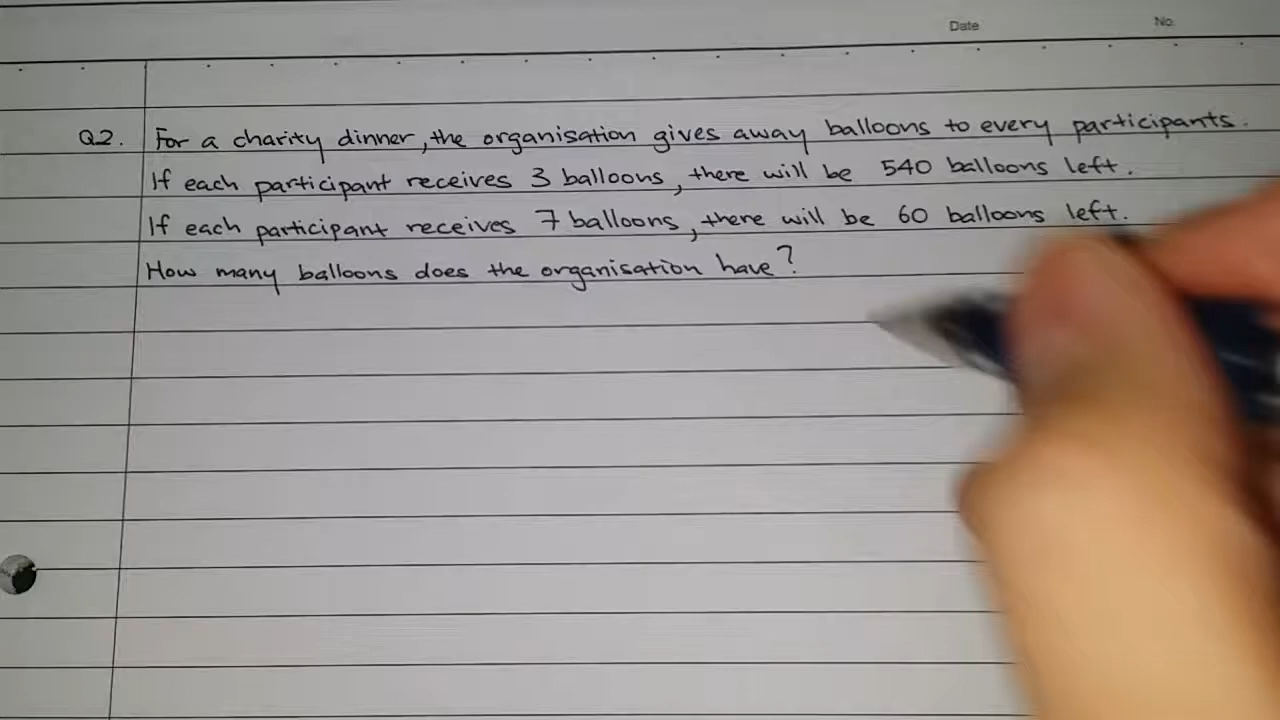 Date No.
Q2. For a charity dinner, the organisation gives away balloons to every participants.
If each participant receives 3 balloons, there will be 540 balloons left.
If each participant receives 7 balloons, there will be 60 balloons left.
How many balloons does the organisation have?